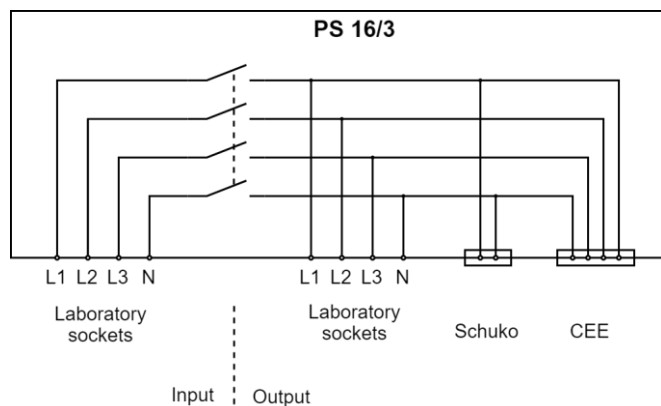 PS 16/3
L1 L2 L3 N L1 L2 L3 N
Laboratory
sockets
Laboratory
sockets
Schuko
CEE
Input
Output